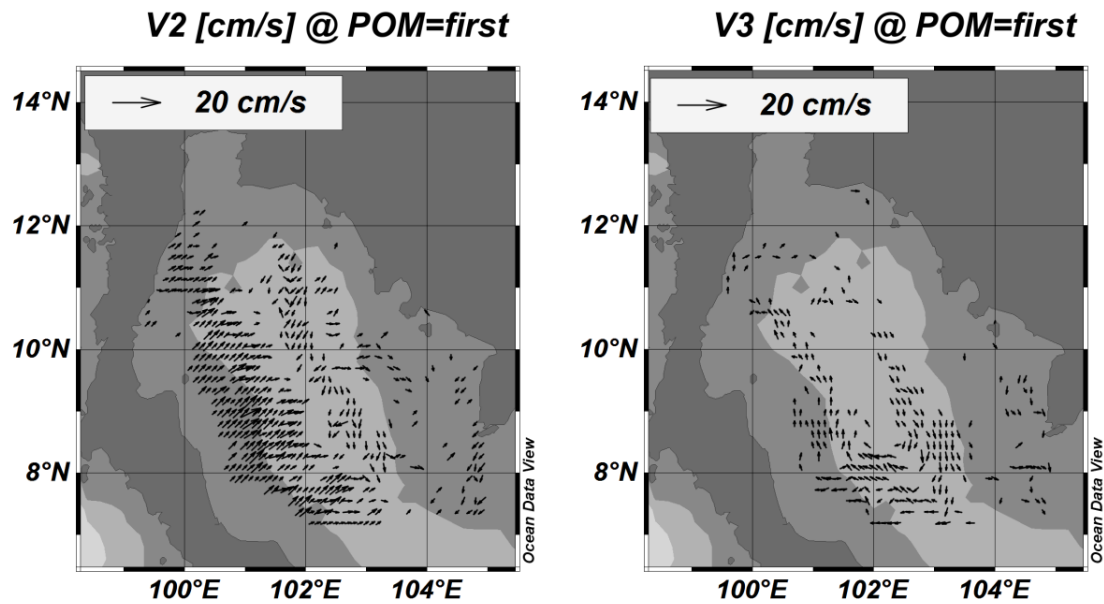 V2 [cm/s] @ POM=first
20 cm/s
14°N
12°N
10°N
8°N
100°E 102°E 104°E
Ocean Data View
V3 [cm/s] @ POM=first
20 cm/s
14°N
12°N
10°N
8°N
100°E 102°E 104°E
Ocean Data View